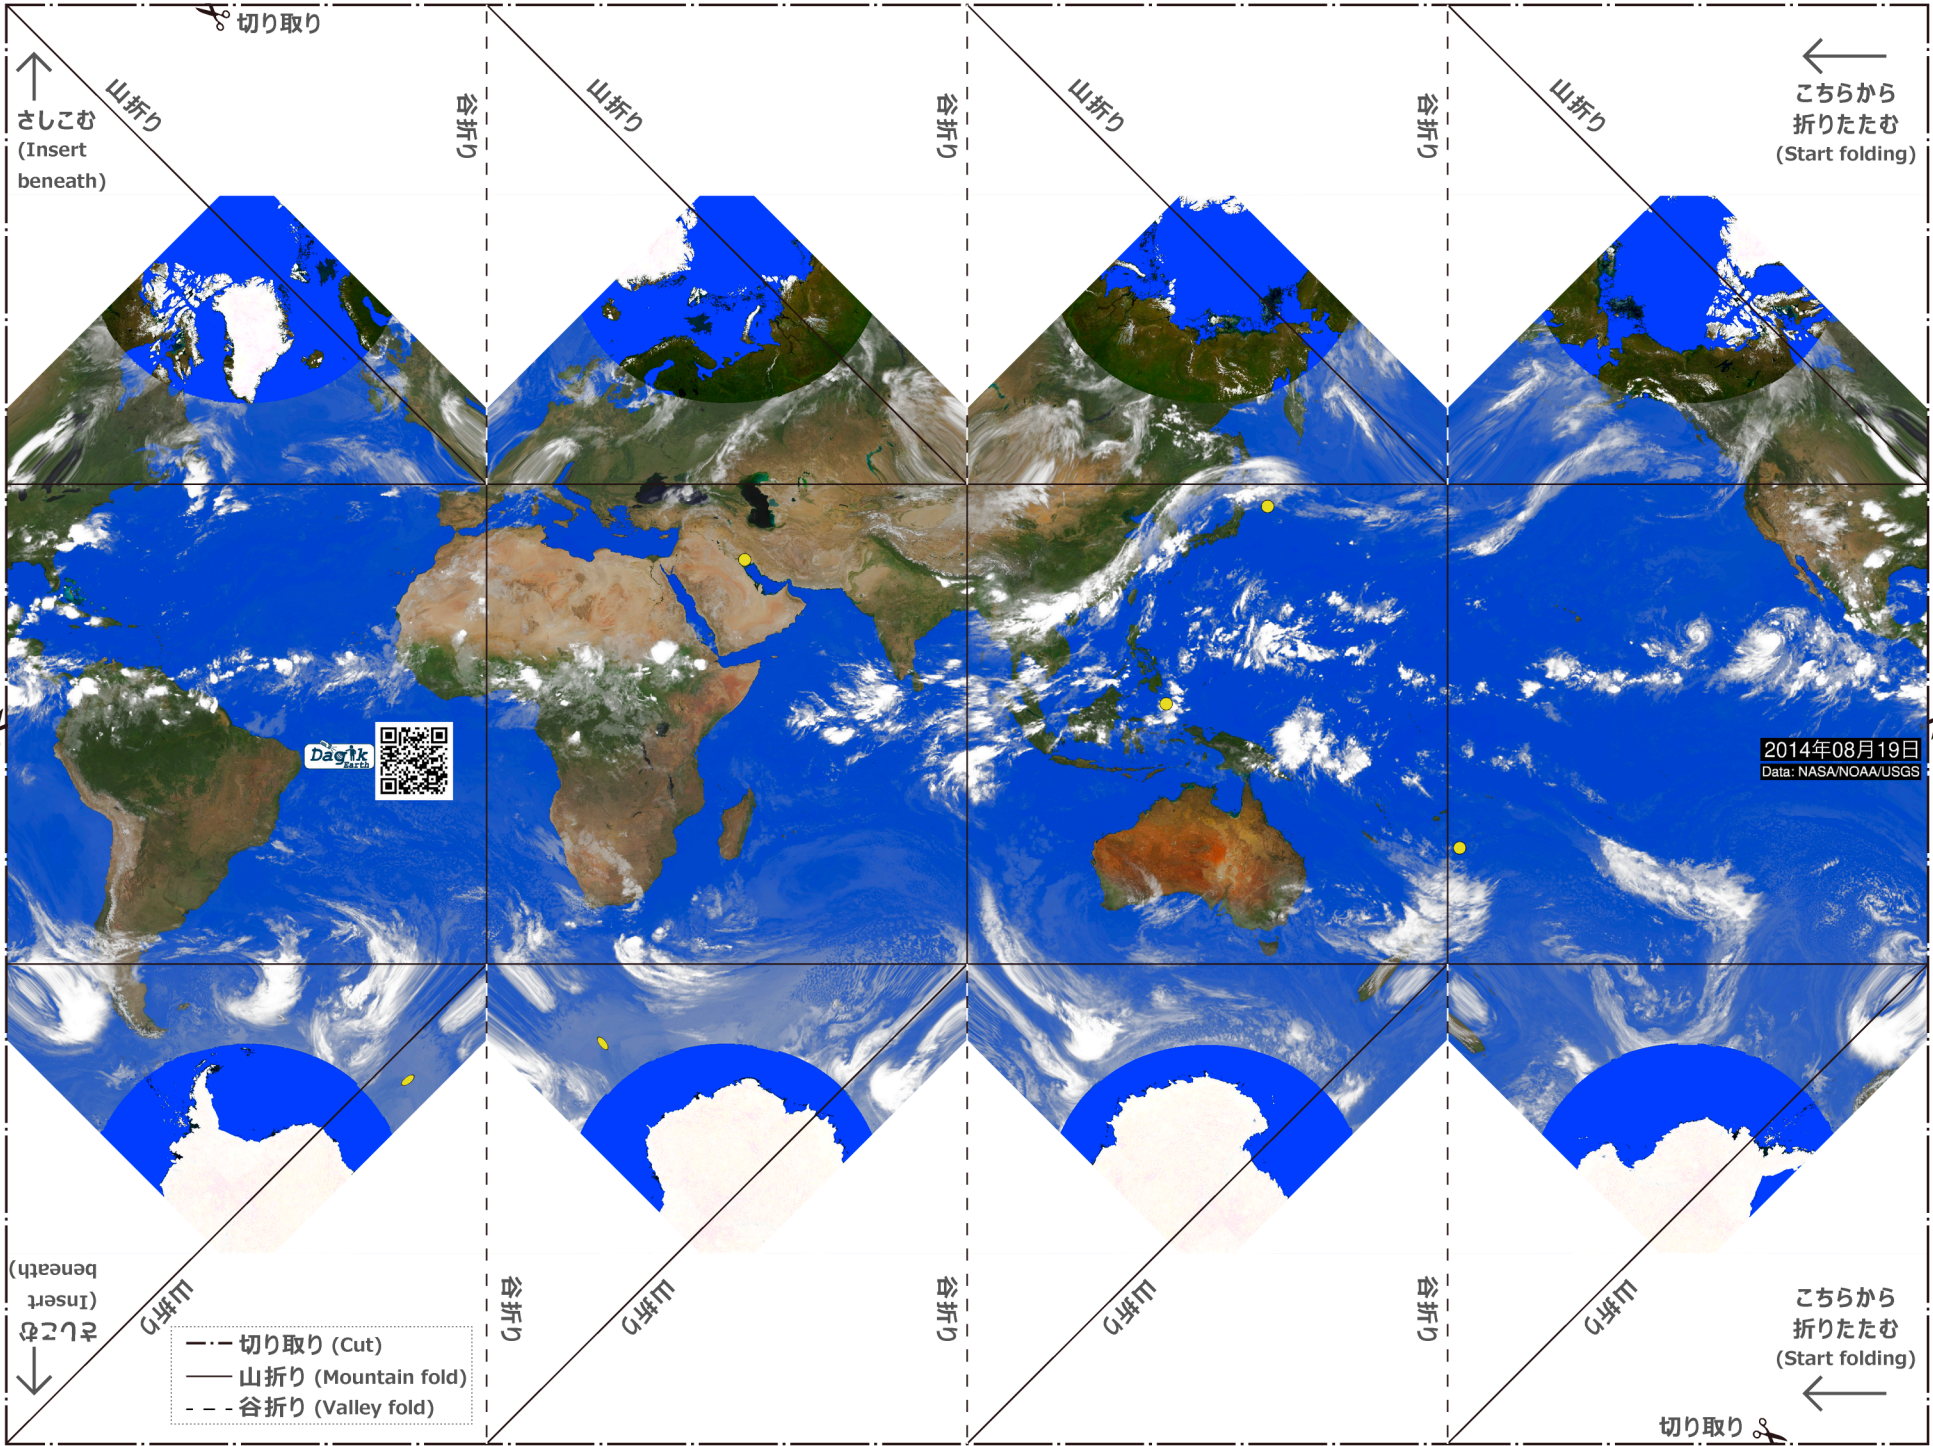 切り取り
山折り
谷折り
山折り
谷折り
山折り
谷折り
山折り
さしこむ
(Insert
beneath)
こちらから
折りたたむ
(Start folding)
Dagik
Earth
2014年08月19日
Data: NASA/NOAA/USGS
さしこむ
(Insert
beneath)
山折り
谷折り
山折り
谷折り
山折り
谷折り
山折り
切り取り (Cut)
山折り (Mountain fold)
谷折り (Valley fold)
こちらから
折りたたむ
(Start folding)
切り取り